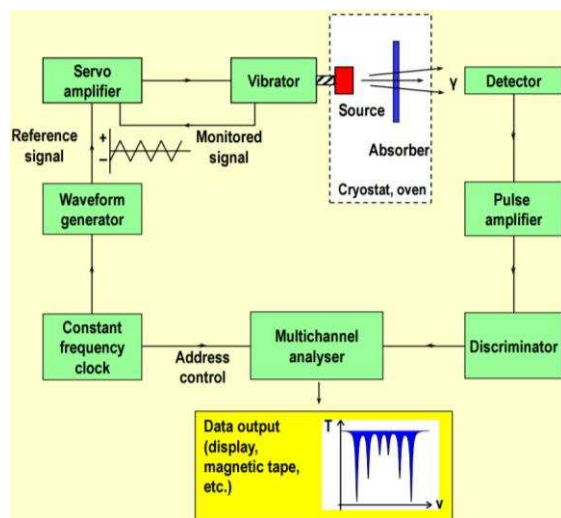 Servo
amplifier
Vibrator
Source
Absorber
Cryostat, oven
γ
Detector
Reference
signal
+
−
Monitored
signal
Waveform
generator
Pulse
amplifier
Constant
frequency
clock
Address
control
Multichannel
analyser
Discriminator
Data output
(display,
magnetic tape,
etc.)
T
v